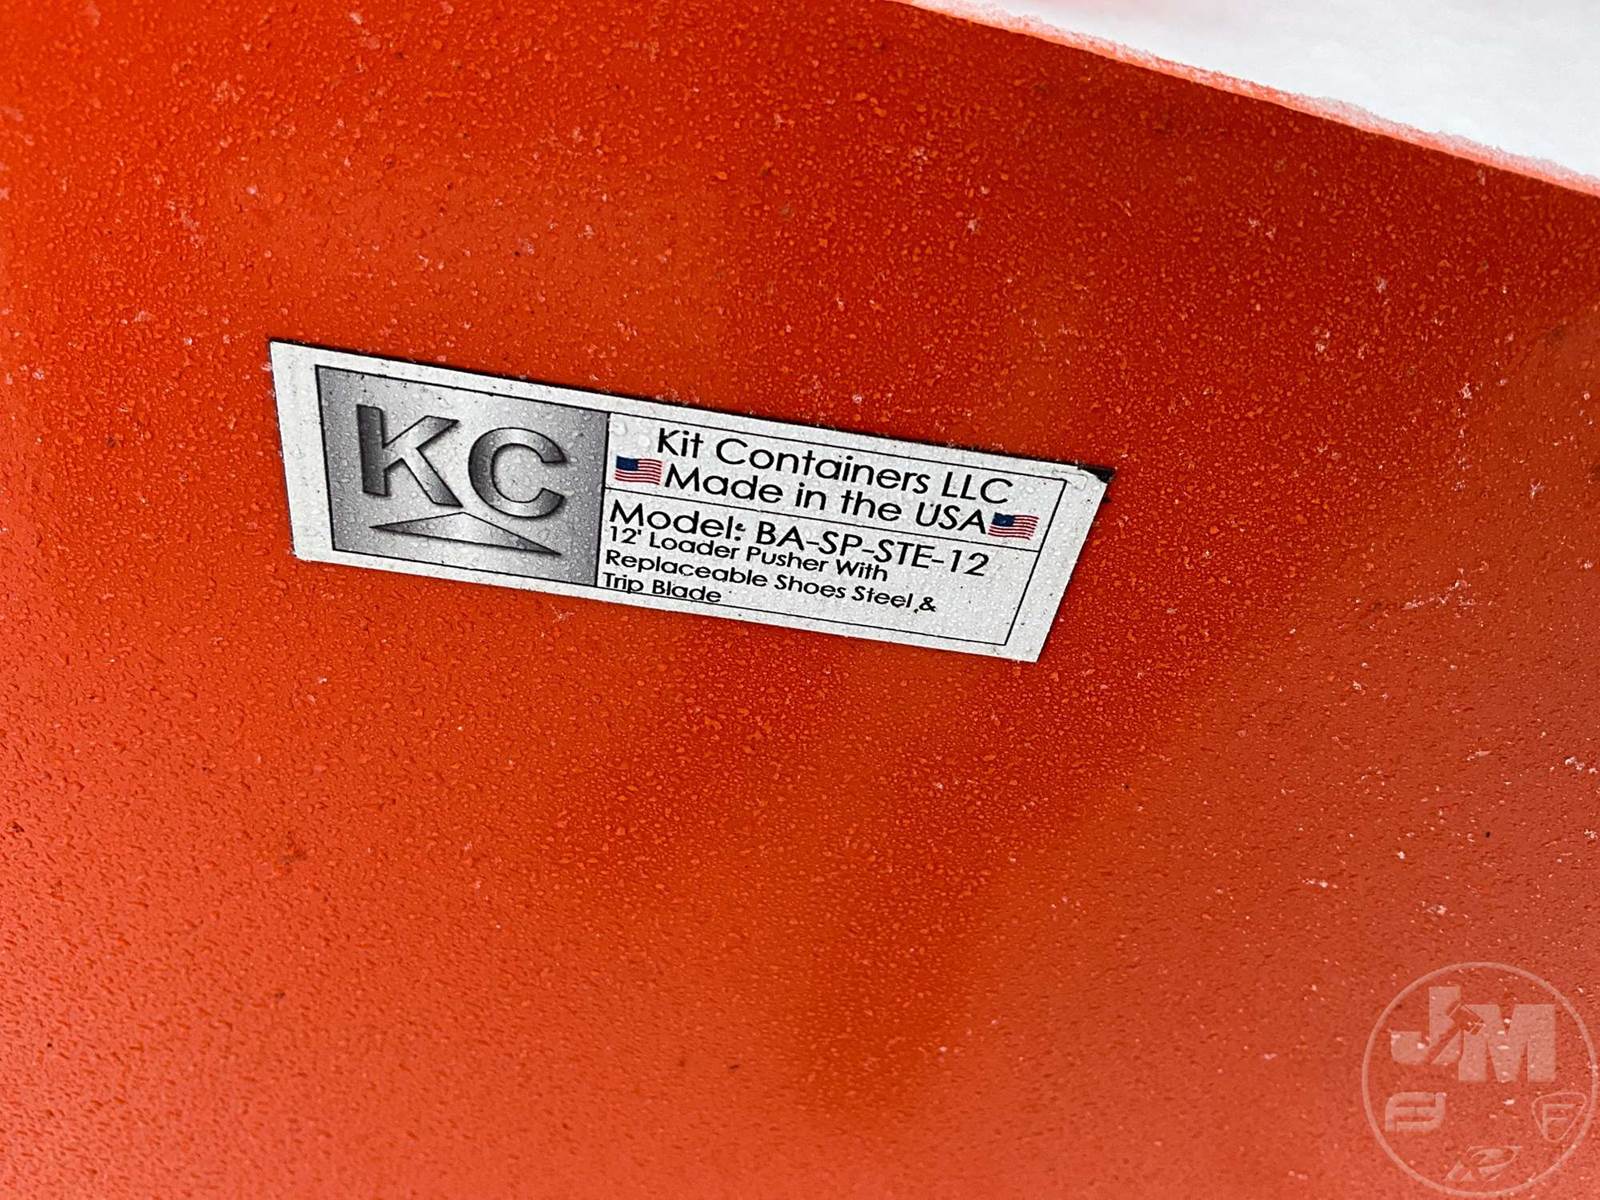 KC
Kit Containers LLC
Made in the USA
Model: BA-SP-STE-12
12' Loader Pusher With
Replaceable Shoes Steel &
Trip Blade
JM